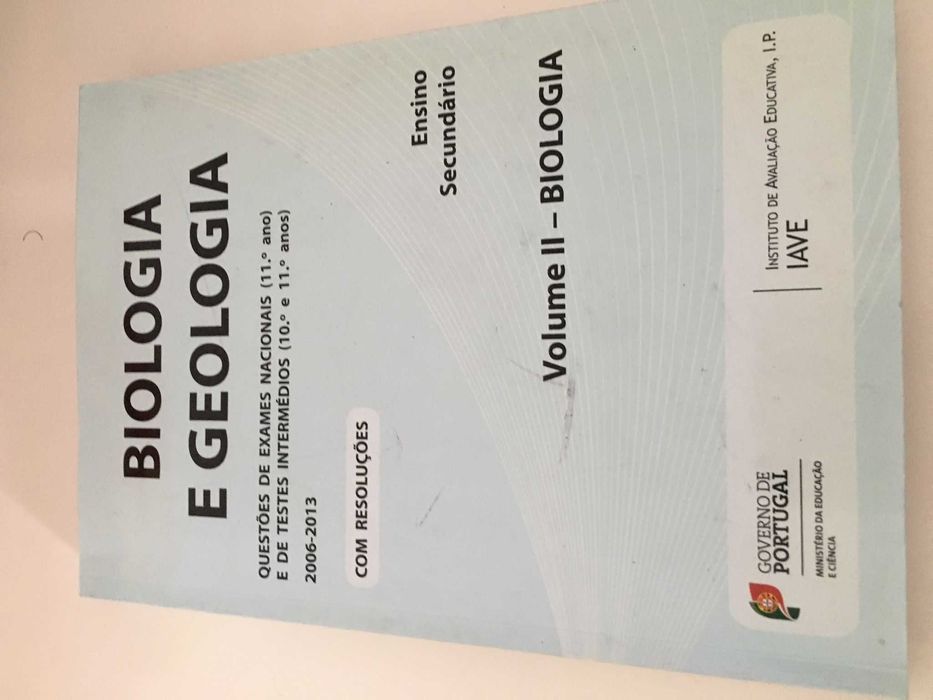 BIOLOGIA
E GEOLOGIA
QUESTÕES DE EXAMES NACIONAIS (11.º ano)
E DE TESTES INTERMÉDIOS (10.º e 11.º anos)
2006-2013
COM RESOLUÇÕES
Ensino
Secundário
Volume II – BIOLOGIA
GOVERNO DE
PORTUGAL
MINISTÉRIO DA EDUCAÇÃO
E CIÊNCIA
INSTITUTO DE AVALIAÇÃO EDUCATIVA, I.P.
IAVE